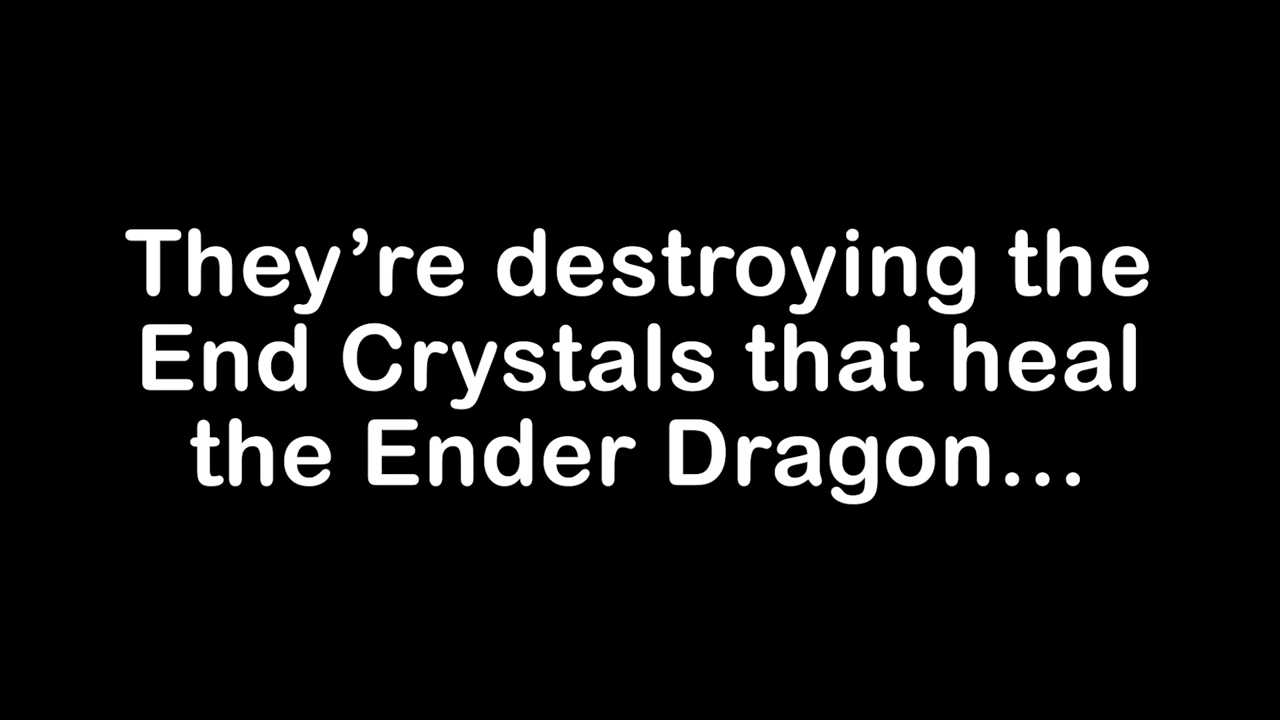 They’re destroying the
End Crystals that heal
the Ender Dragon…